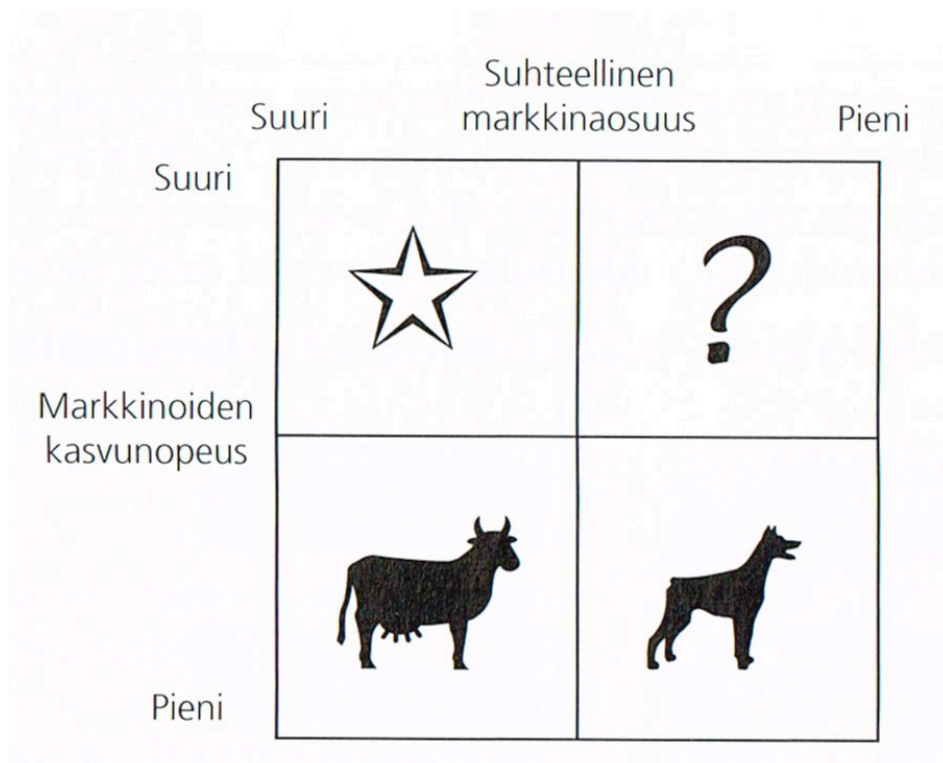 Suhteellinen
markkinaosuus
Suuri
Pieni
Suuri
?
Markkinoiden
kasvunopeus
Pieni